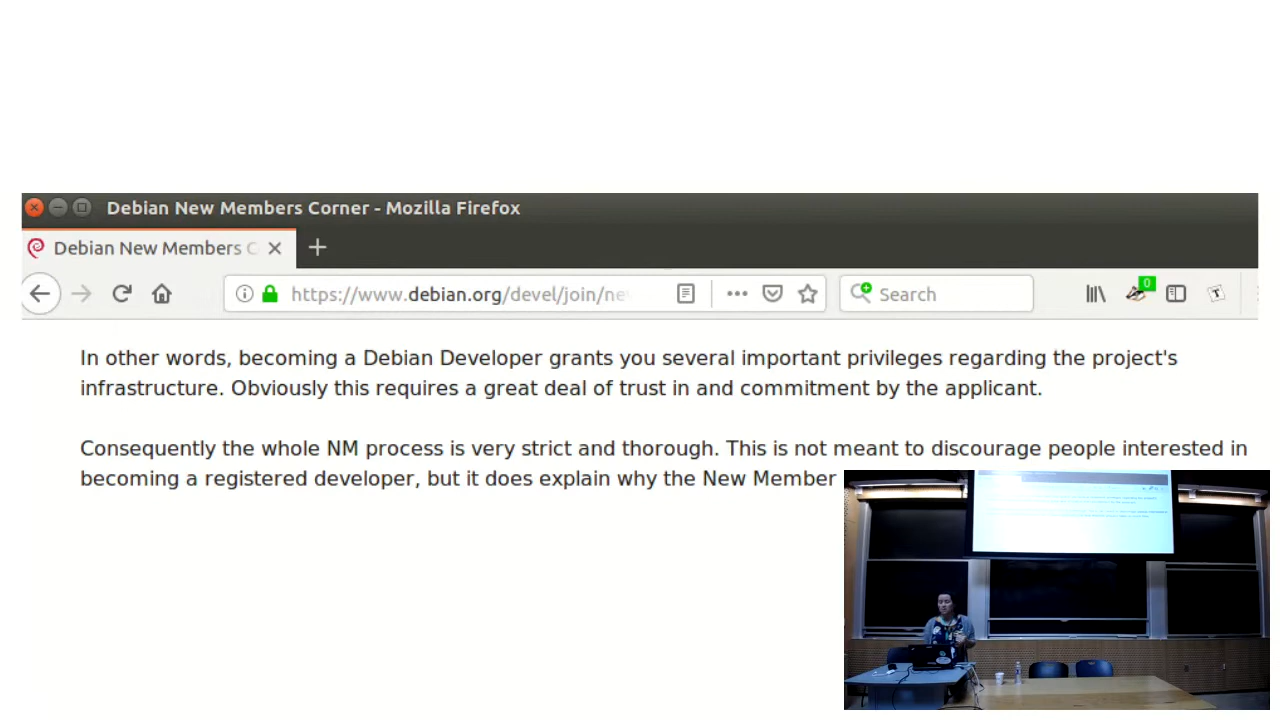 Debian New Members Corner - Mozilla Firefox
Debian New Members C
https://www.debian.org/devel/join/ne
Search
0
T
In other words, becoming a Debian Developer grants you several important privileges regarding the project's
infrastructure. Obviously this requires a great deal of trust in and commitment by the applicant.
Consequently the whole NM process is very strict and thorough. This is not meant to discourage people interested in
becoming a registered developer, but it does explain why the New Member